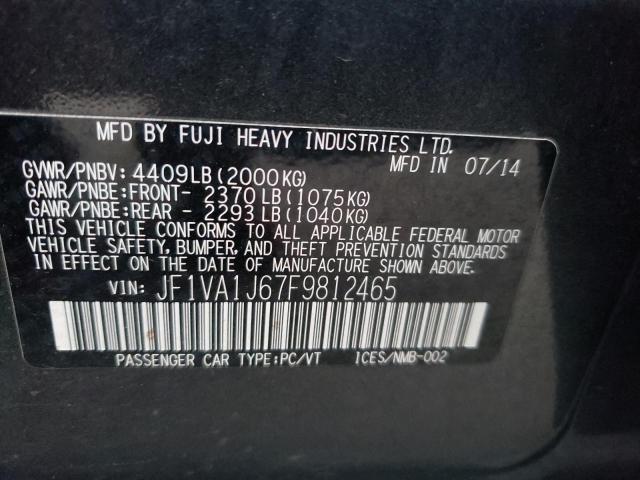 MFD BY FUJI HEAVY INDUSTRIES LTD.
MFD IN 07/14
GVWR/PNBV: 4409LB(2000KG)
GAWR/PNBE:FRONT- 2370LB(1075KG)
GAWR/PNBE:REAR - 2293LB(1040KG)
THIS VEHICLE CONFORMS TO ALL APPLICABLE FEDERAL MOTOR
VEHICLE SAFETY, BUMPER, AND THEFT PREVENTION STANDARDS
IN EFFECT ON THE DATE OF MANUFACTURE SHOWN ABOVE.
VIN: JF1VA1J67F9812465
PASSENGER CAR TYPE:PC/VT 1CES/NMB-002